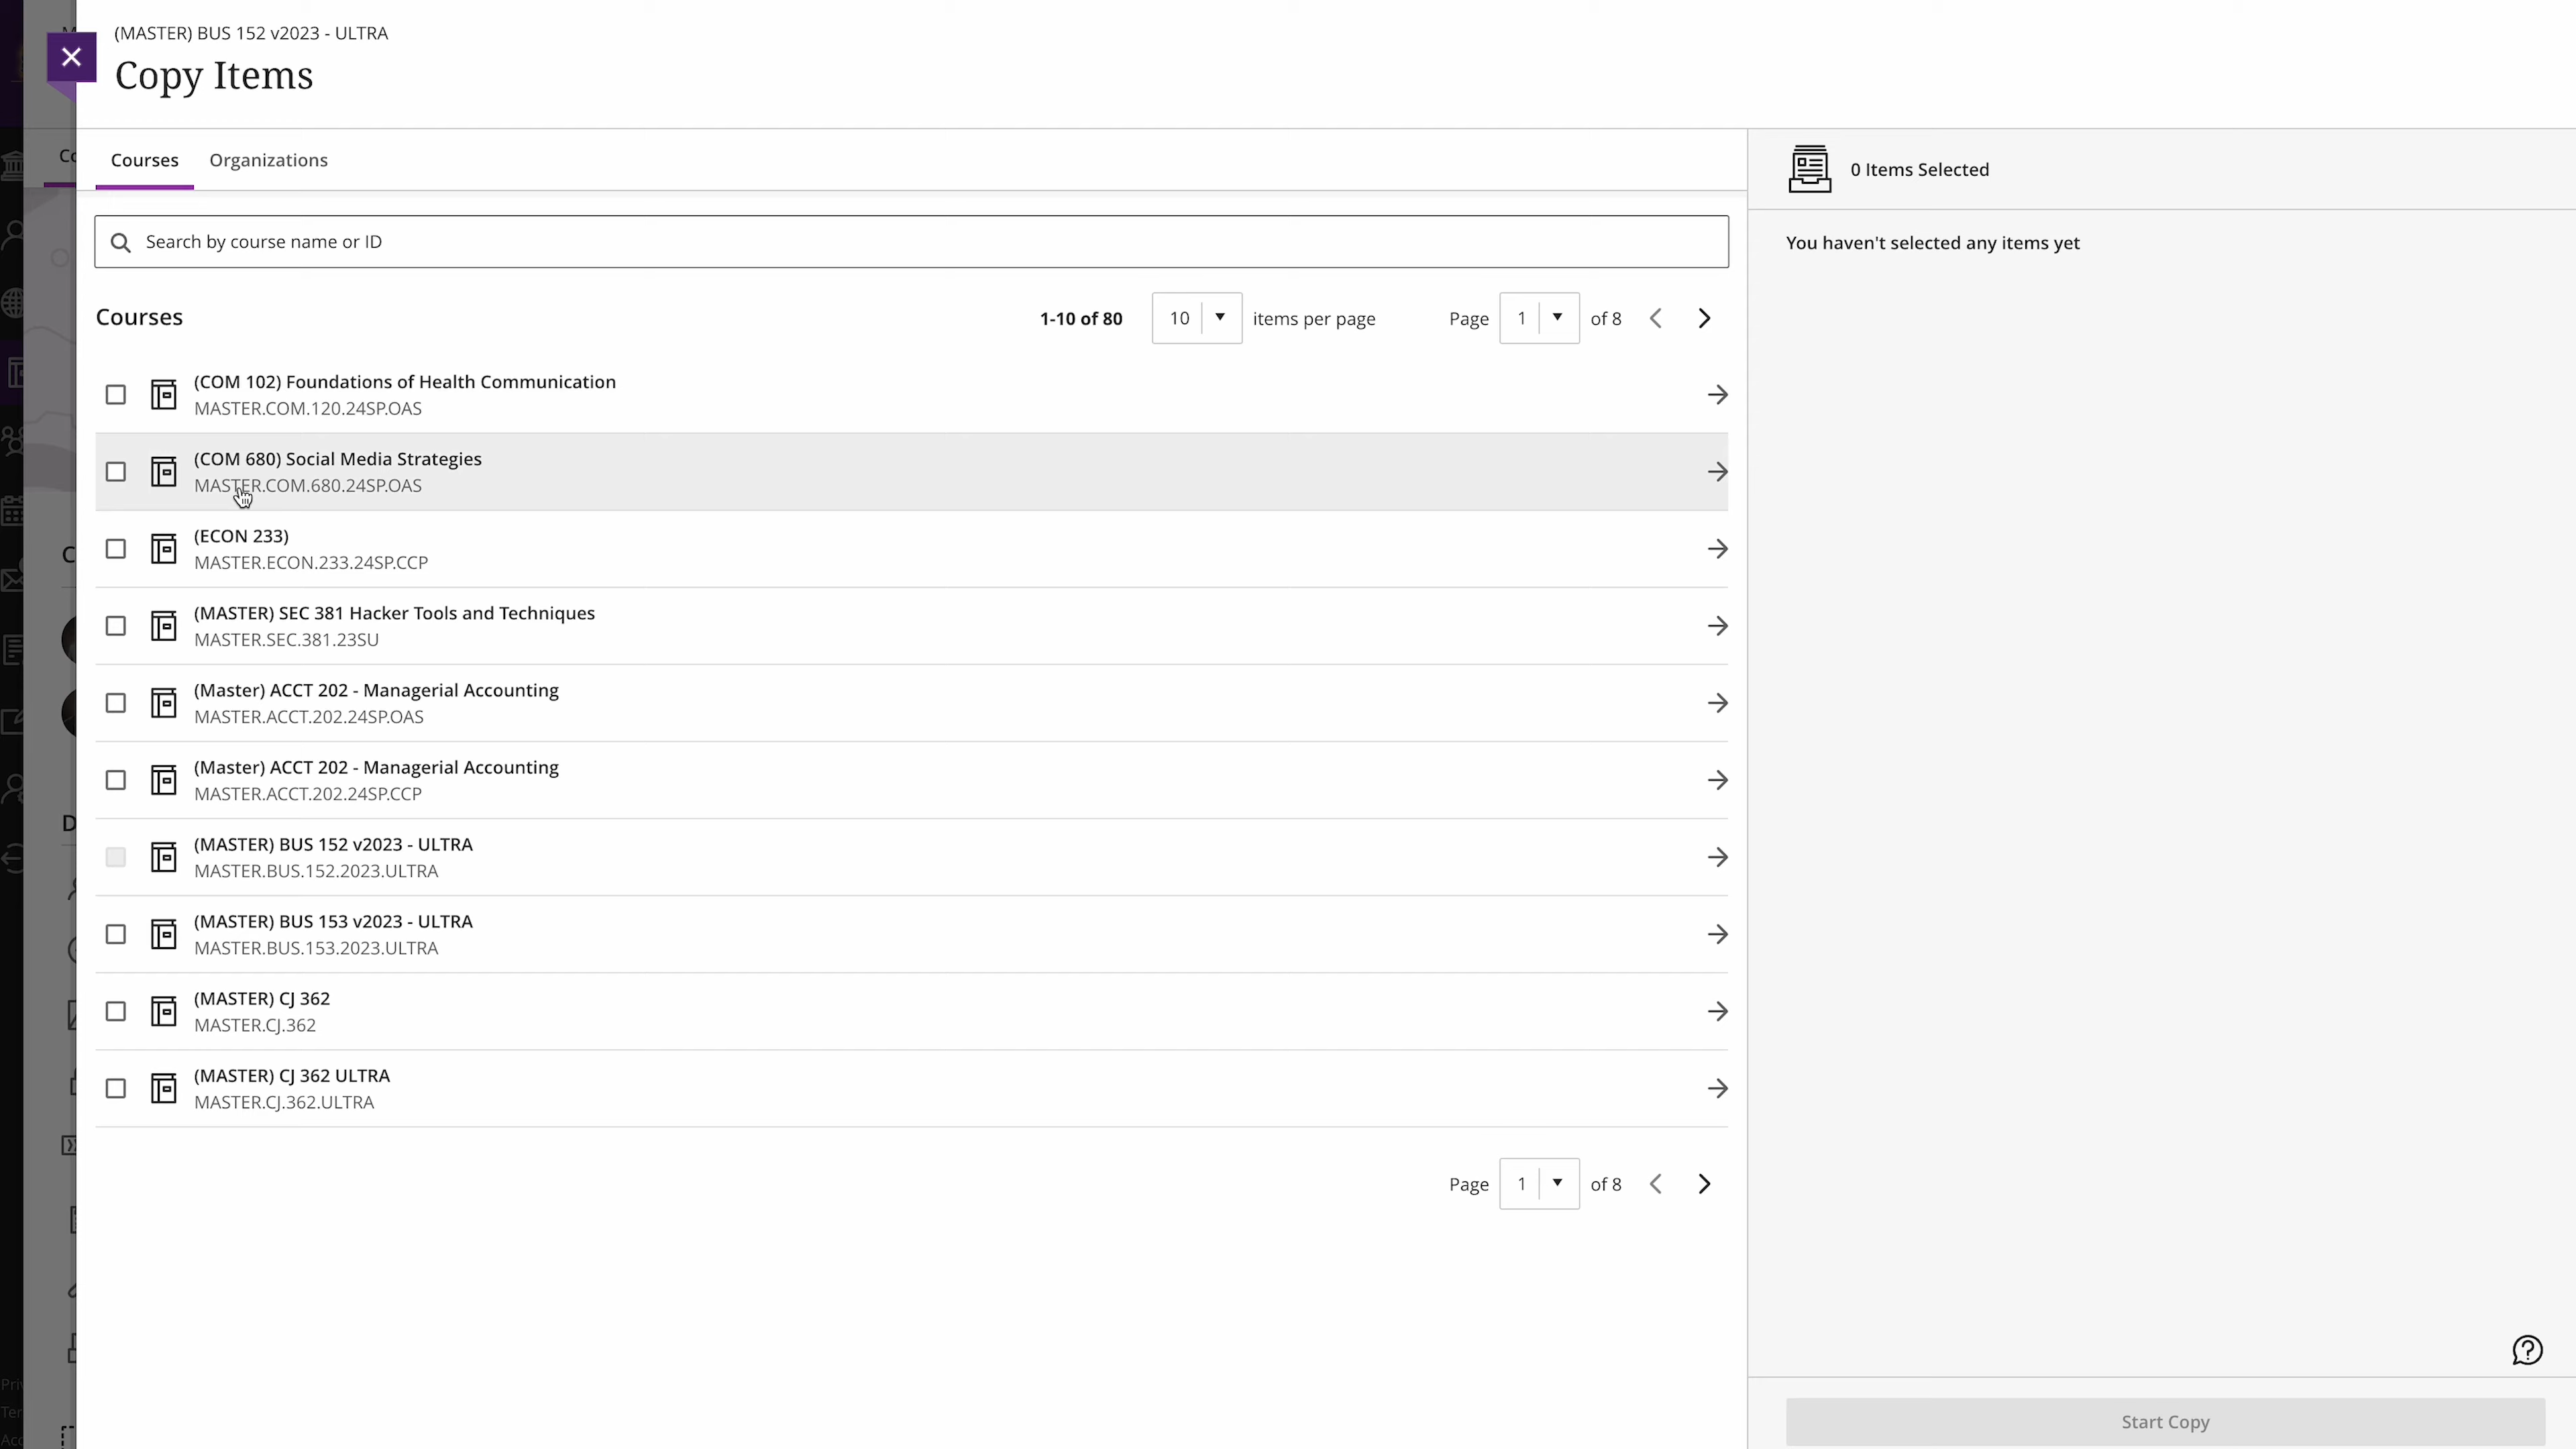 (MASTER) BUS 152 v2023 - ULTRA
Copy Items
Courses
Organizations
Search by course name or ID
Courses
1-10 of 80
10
items per page
Page
1
of 8
(COM 102) Foundations of Health Communication
MASTER.COM.120.24SP.OAS
(COM 680) Social Media Strategies
MASTER.COM.680.24SP.OAS
(ECON 233)
MASTER.ECON.233.24SP.CCP
(MASTER) SEC 381 Hacker Tools and Techniques
MASTER.SEC.381.23SU
(Master) ACCT 202 - Managerial Accounting
MASTER.ACCT.202.24SP.OAS
(Master) ACCT 202 - Managerial Accounting
MASTER.ACCT.202.24SP.CCP
(MASTER) BUS 152 v2023 - ULTRA
MASTER.BUS.152.2023.ULTRA
(MASTER) BUS 153 v2023 - ULTRA
MASTER.BUS.153.2023.ULTRA
(MASTER) CJ 362
MASTER.CJ.362
(MASTER) CJ 362 ULTRA
MASTER.CJ.362.ULTRA
Page
1
of 8
0 Items Selected
You haven't selected any items yet
Start Copy